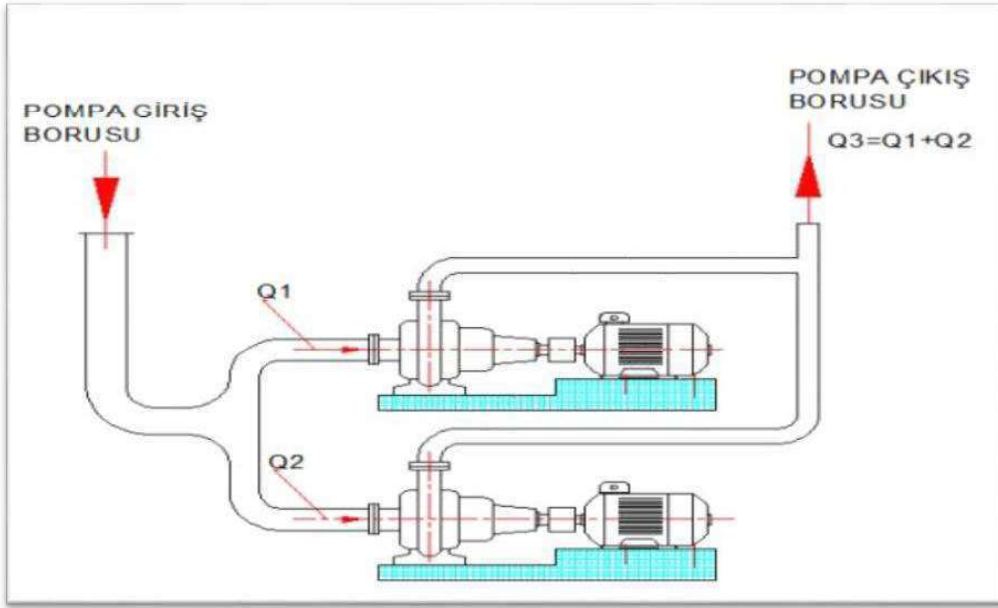 POMPA GİRİŞ
BORUSU
POMPA ÇIKIŞ
BORUSU
Q3=Q1+Q2
Q1
Q2